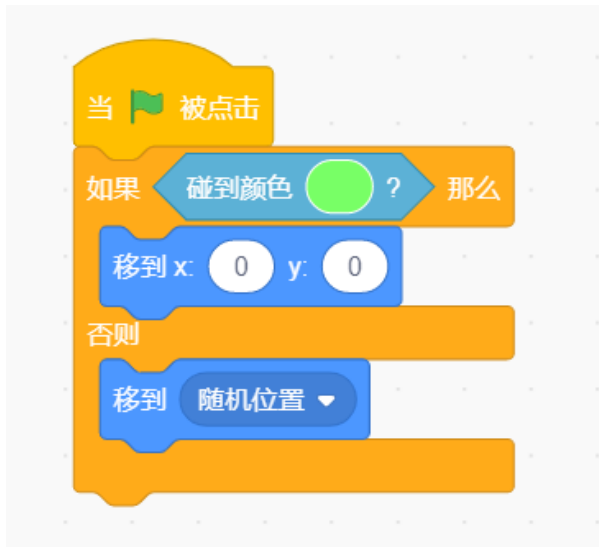 当 被点击
如果 碰到颜色 ? 那么
移到 x: 0 y: 0
否则
移到 随机位置